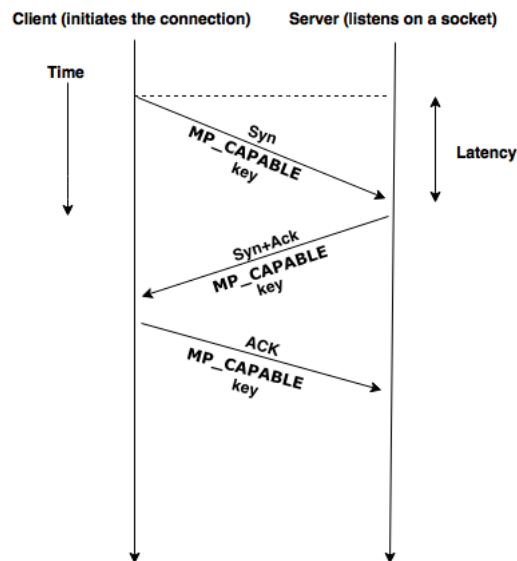 Client (initiates the connection) Server (listens on a socket)
Time
Syn
MP_CAPABLE
key
Latency
Syn+Ack
MP_CAPABLE
key
ACK
MP_CAPABLE
key